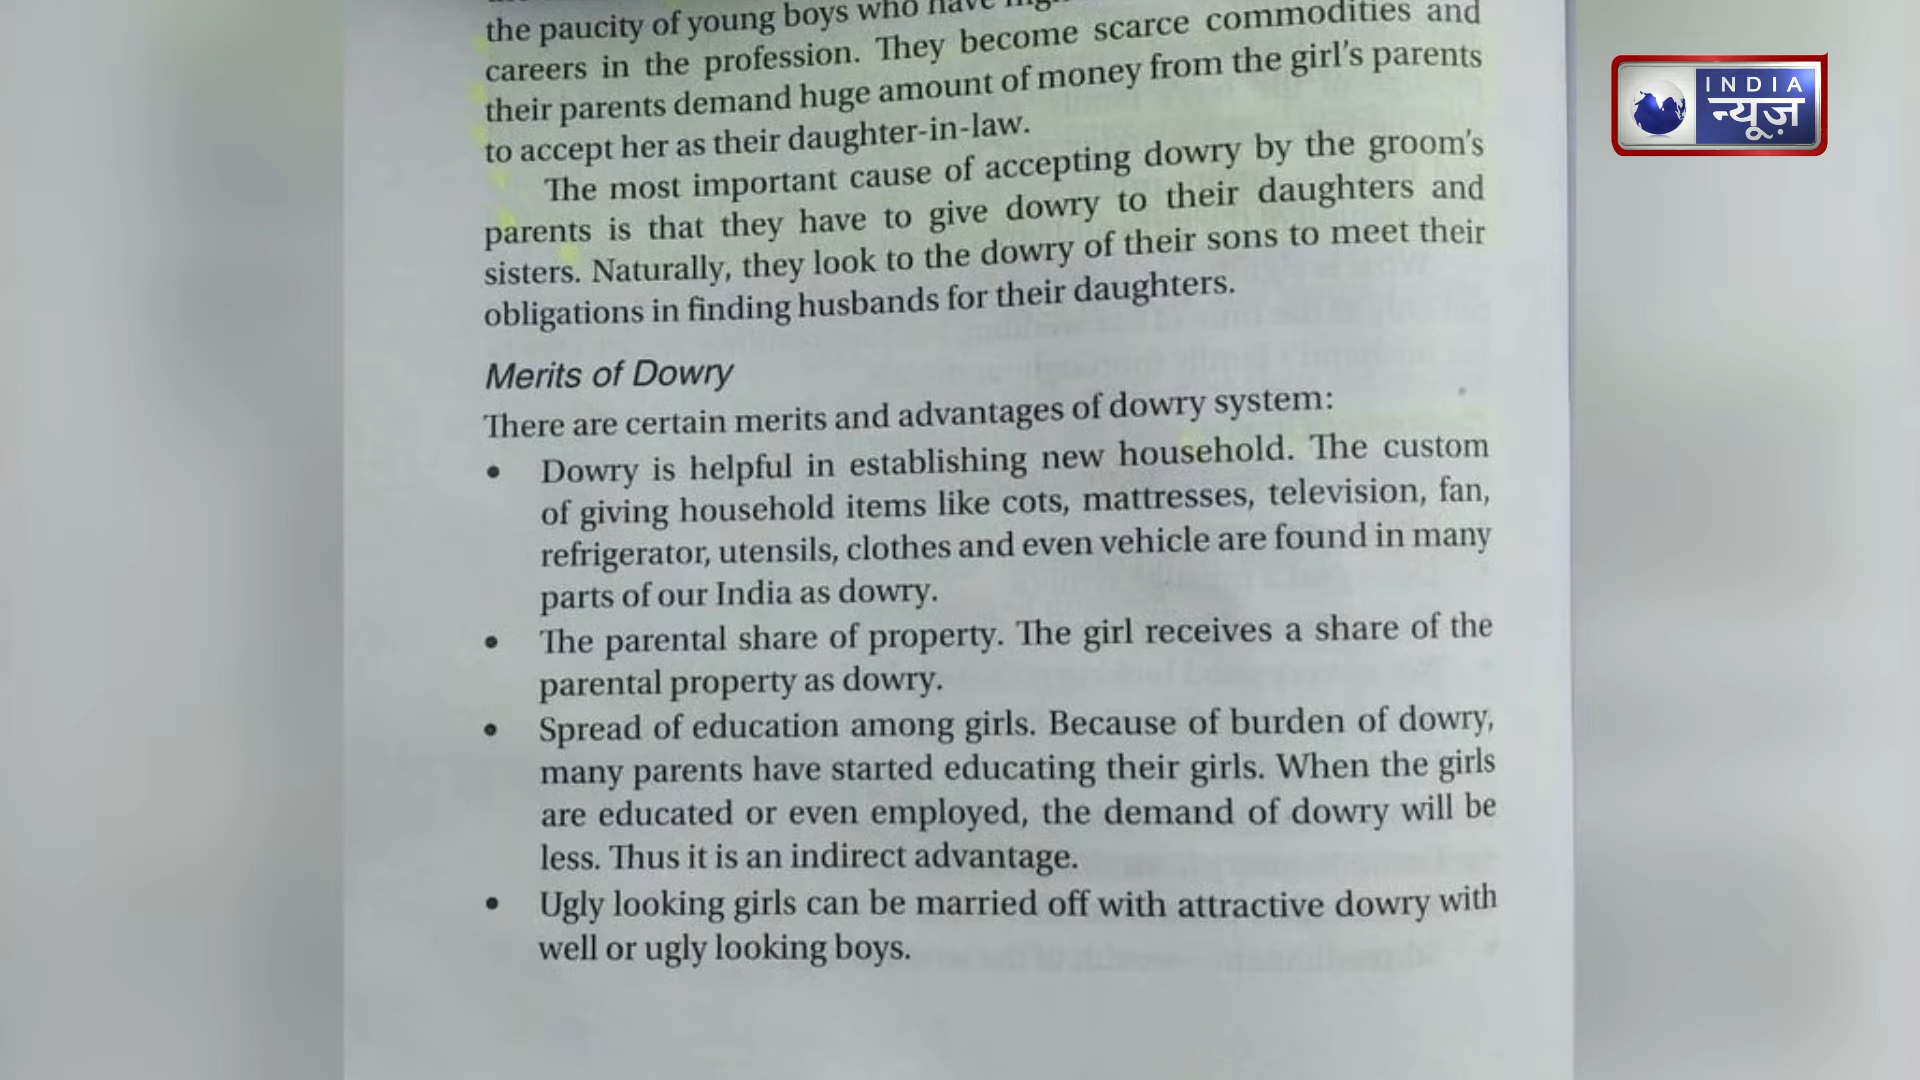 the paucity of young boys who have
careers in the profession. They become scarce commodities and
their parents demand huge amount of money from the girl's parents
to accept her as their daughter-in-law.
The most important cause of accepting dowry by the groom's
parents is that they have to give dowry to their daughters and
sisters. Naturally, they look to the dowry of their sons to meet their
obligations in finding husbands for their daughters.
Merits of Dowry
There are certain merits and advantages of dowry system:
• Dowry is helpful in establishing new household. The custom
of giving household items like cots, mattresses, television, fan,
refrigerator, utensils, clothes and even vehicle are found in many
parts of our India as dowry.
• The parental share of property. The girl receives a share of the
parental property as dowry.
• Spread of education among girls. Because of burden of dowry,
many parents have started educating their girls. When the girls
are educated or even employed, the demand of dowry will be
less. Thus it is an indirect advantage.
• Ugly looking girls can be married off with attractive dowry with
well or ugly looking boys.
INDIA
न्यूज़